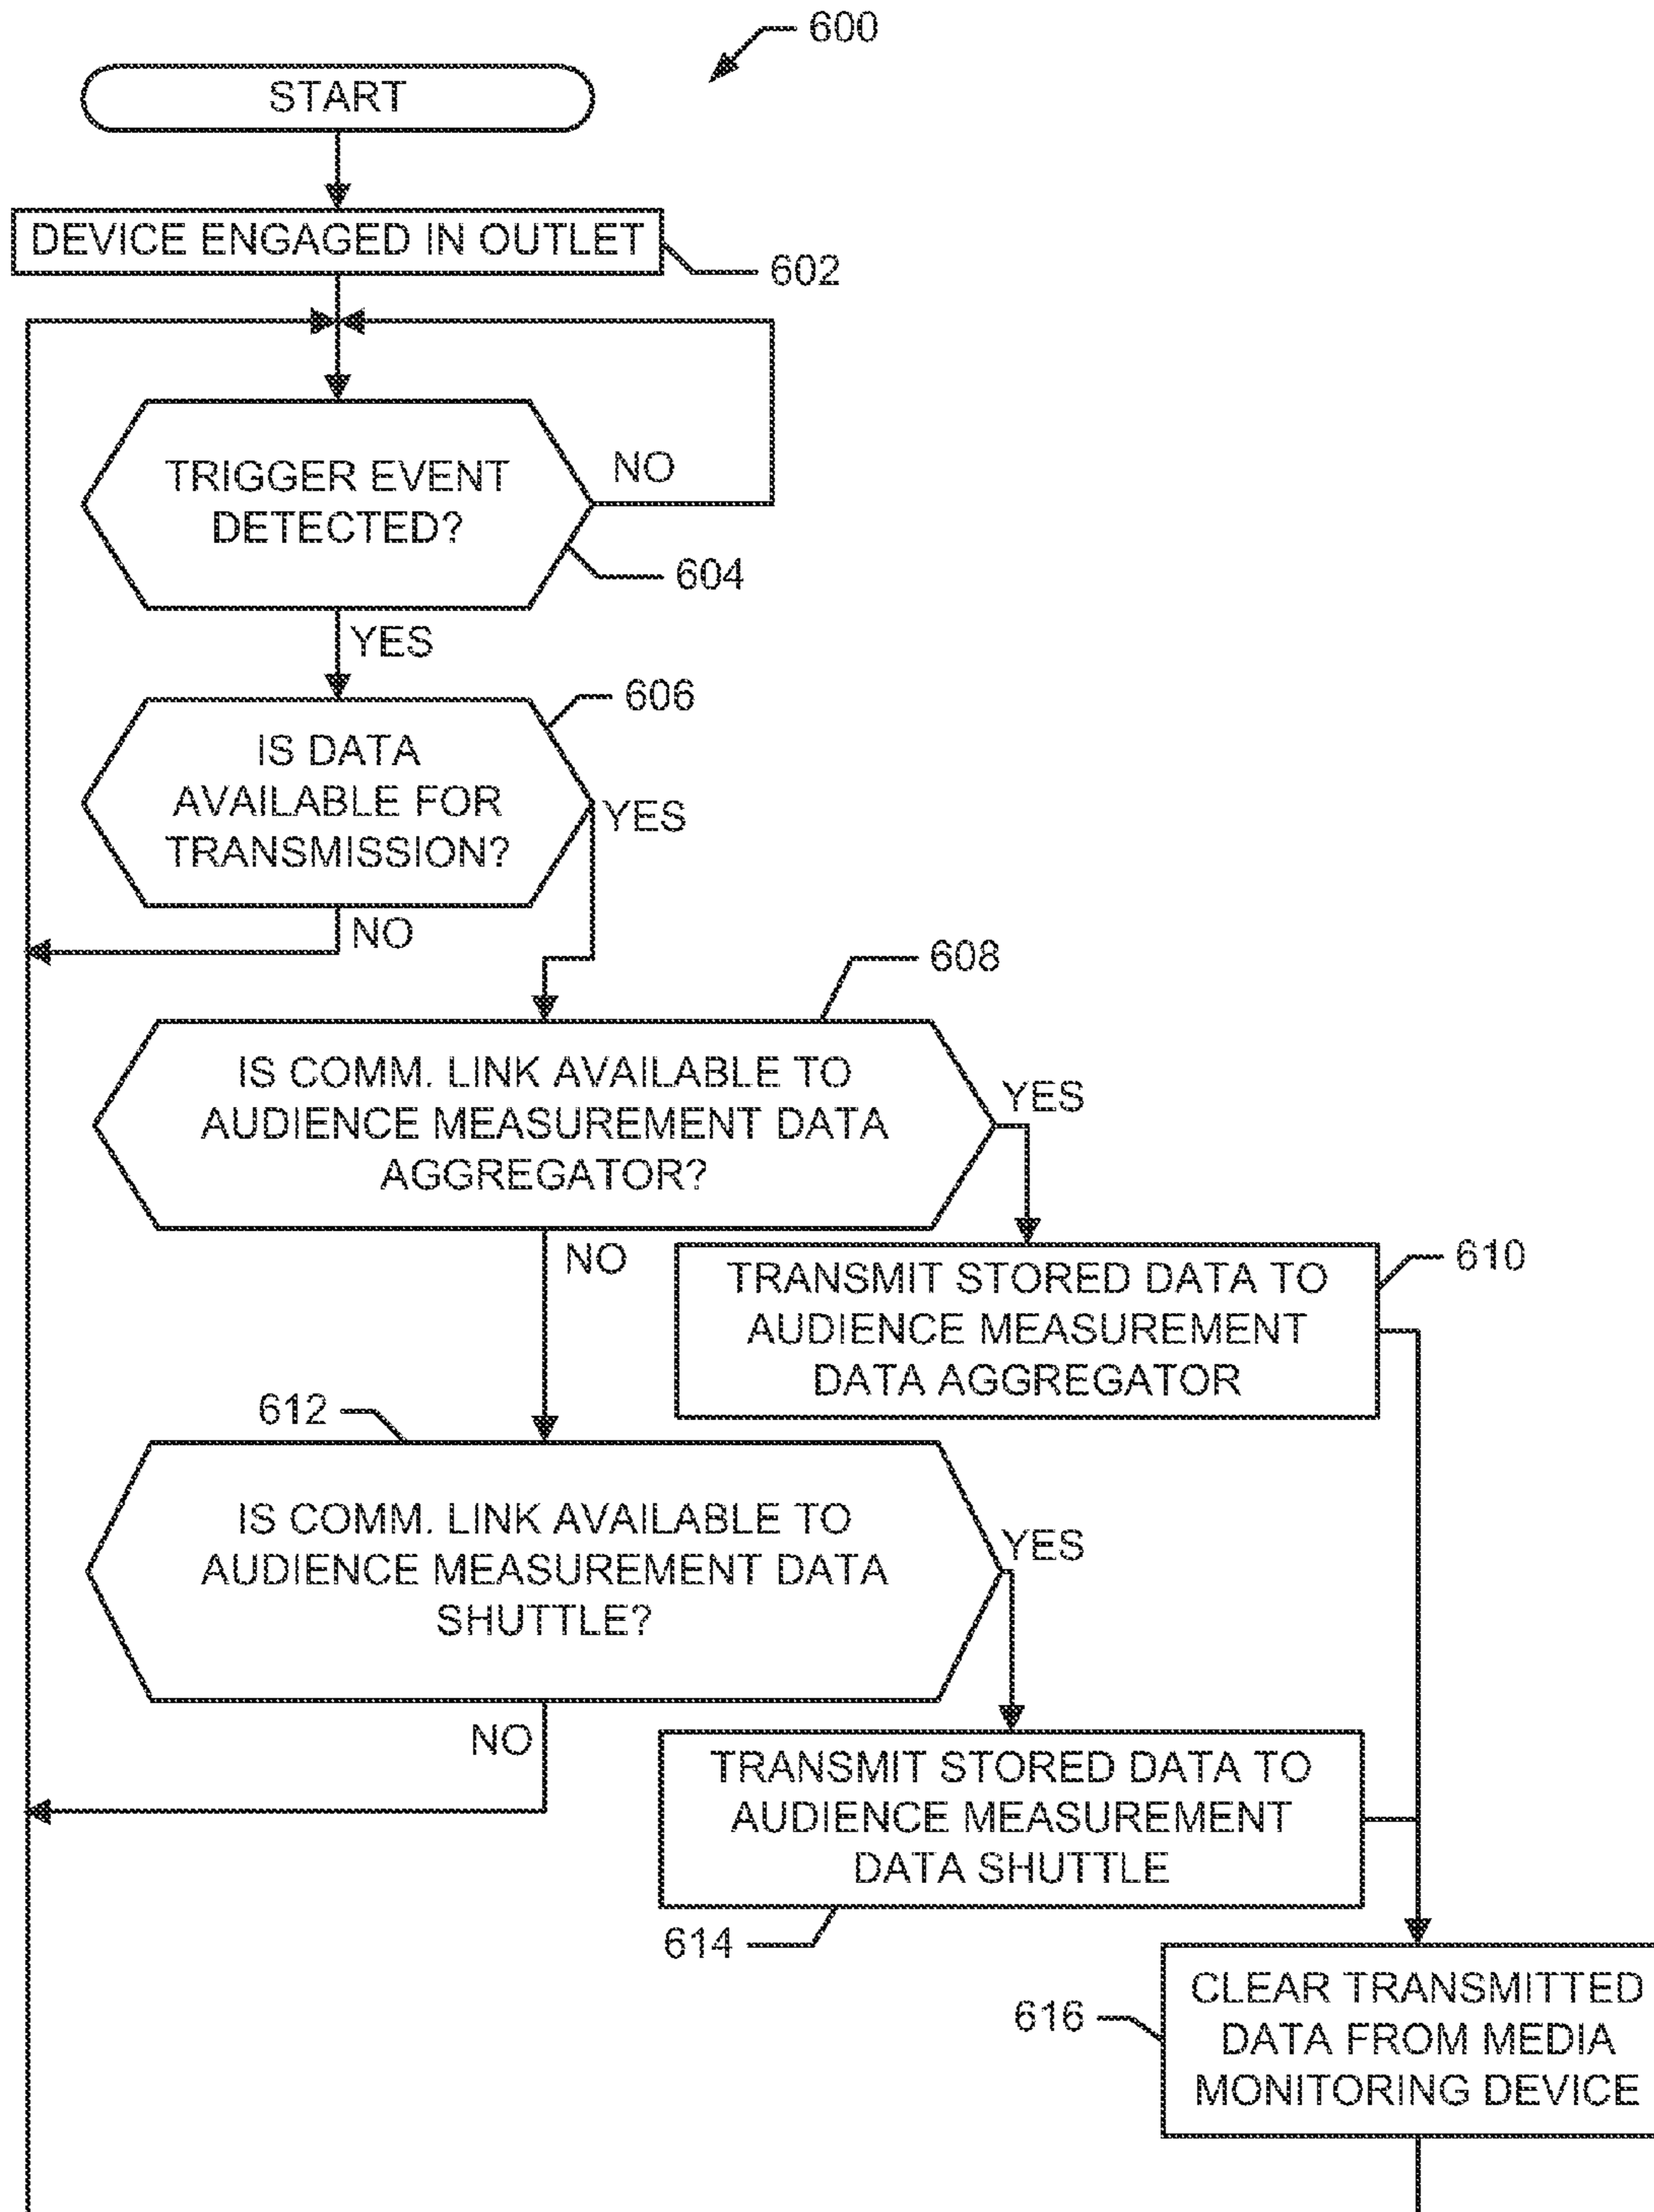 600
START
DEVICE ENGAGED IN OUTLET
602
TRIGGER EVENT
DETECTED?
NO
604
YES
606
IS DATA
AVAILABLE FOR
TRANSMISSION?
YES
NO
608
IS COMM. LINK AVAILABLE TO
AUDIENCE MEASUREMENT DATA
AGGREGATOR?
YES
NO
610
TRANSMIT STORED DATA TO
AUDIENCE MEASUREMENT
DATA AGGREGATOR
612
IS COMM. LINK AVAILABLE TO
AUDIENCE MEASUREMENT DATA
SHUTTLE?
YES
NO
TRANSMIT STORED DATA TO
AUDIENCE MEASUREMENT
DATA SHUTTLE
614
616
CLEAR TRANSMITTED
DATA FROM MEDIA
MONITORING DEVICE